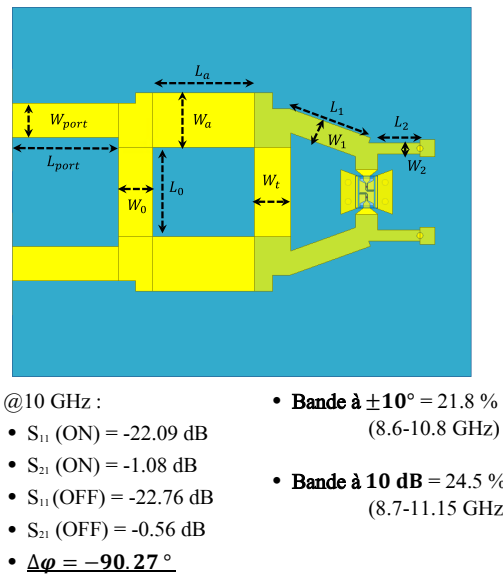 L_a
L_1
W_port
W_a
W_1
L_2
L_port
W_0
L_0
W_t
W_2
@10 GHz :
• S₁₁ (ON) = -22.09 dB
• S₂₁ (ON) = -1.08 dB
• S₁₁ (OFF) = -22.76 dB
• S₂₁ (OFF) = -0.56 dB
• Δφ = −90.27 °
• Bande à ±10° = 21.8 %
(8.6-10.8 GHz)
• Bande à 10 dB = 24.5 %
(8.7-11.15 GHz